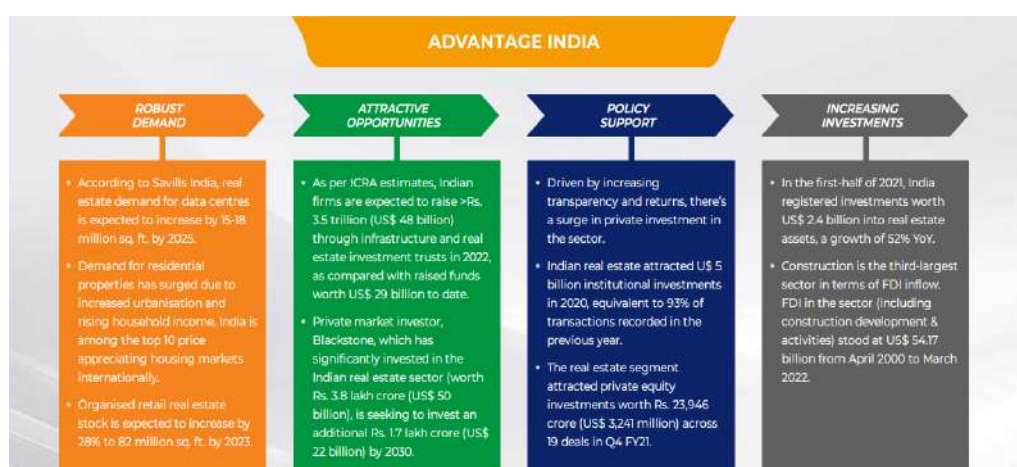 ADVANTAGE INDIA
ROBUST
DEMAND
• According to Savills India, real
estate demand for data centres
is expected to increase by 15-18
million sq. ft. by 2025.
• Demand for residential
properties has surged due to
increased urbanisation and
rising household income. India is
among the top 10 price
appreciating housing markets
internationally.
• Organised retail real estate
stock is expected to increase by
28% to 82 million sq. ft. by 2023.
ATTRACTIVE
OPPORTUNITIES
• As per ICRA estimates, Indian
firms are expected to raise >Rs.
3.5 trillion (US$ 48 billion)
through infrastructure and real
estate investment trusts in 2022,
as compared with raised funds
worth US$ 29 billion to date.
• Private market investor,
Blackstone, which has
significantly invested in the
Indian real estate sector (worth
Rs. 3.8 lakh crore (US$ 50
billion), is seeking to invest an
additional Rs. 1.7 lakh crore (US$
22 billion) by 2030.
POLICY
SUPPORT
• Driven by increasing
transparency and returns, there's
a surge in private investment in
the sector.
• Indian real estate attracted U$ 5
billion institutional investments
in 2020, equivalent to 93% of
transactions recorded in the
previous year.
• The real estate segment
attracted private equity
investments worth Rs. 23,946
crore (US$ 3,241 million) across
19 deals in Q4 FY21.
INCREASING
INVESTMENTS
• In the first-half of 2021, India
registered investments worth
US$ 2.4 billion into real estate
assets, a growth of 52% YoY.
• Construction is the third-largest
sector in terms of FDI inflow.
FDI in the sector (including
construction development &
activities) stood at US$ 54.17
billion from April 2000 to March
2022.